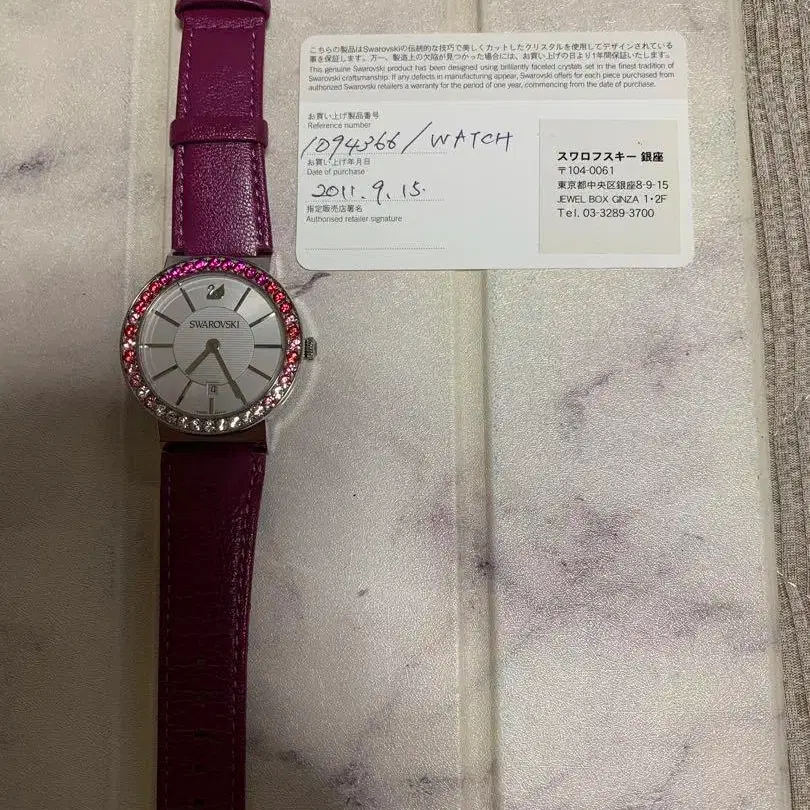 こちらの製品はSwarovskiの伝統的な技巧で美しくカットしたクリスタルを使用してデザインされている
事を保証します。万一、製造上の欠陥が見つかった場合には、お買い上げの日より1年間保証いたします。
This genuine Swarovski product has been designed using brilliantly faceted crystals set in the finest tradition of
Swarovski craftsmanship. If any defects in manufacturing appear, Swarovski offers for each piece purchased from
authorized Swarovski retailers a warranty for the period of one year, commencing from the date of purchase.
お買い上げ製品番号
Reference number
1094366 / WATCH
お買い上げ年月日
Date of purchase
2011.9.15.
指定販売店署名
Authorised retailer signature
スワロフスキー 銀座
〒104-0061
東京都中央区銀座8-9-15
JEWEL BOX GINZA 1・2F
Tel. 03-3289-3700
SWAROVSKI